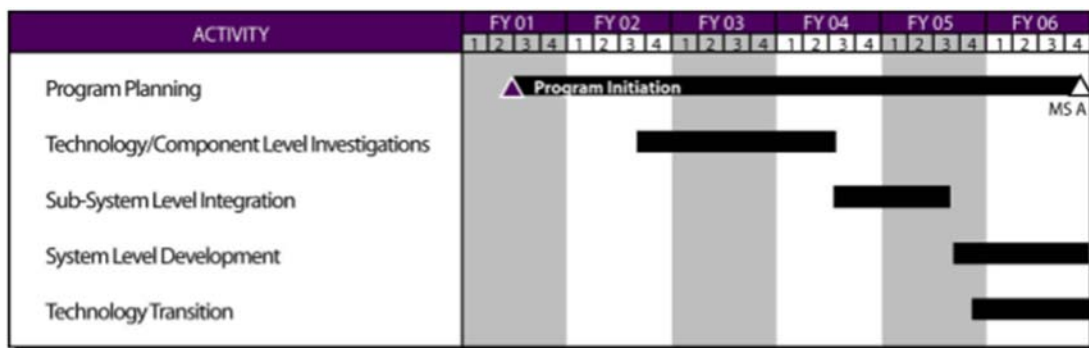 ACTIVITY FY 01 FY 02 FY 03 FY 04 FY 05 FY 06
1 2 3 4 1 2 3 4 1 2 3 4 1 2 3 4 1 2 3 4 1 2 3 4
Program Planning Program Initiation
MS A
Technology/Component Level Investigations
Sub-System Level Integration
System Level Development
Technology Transition